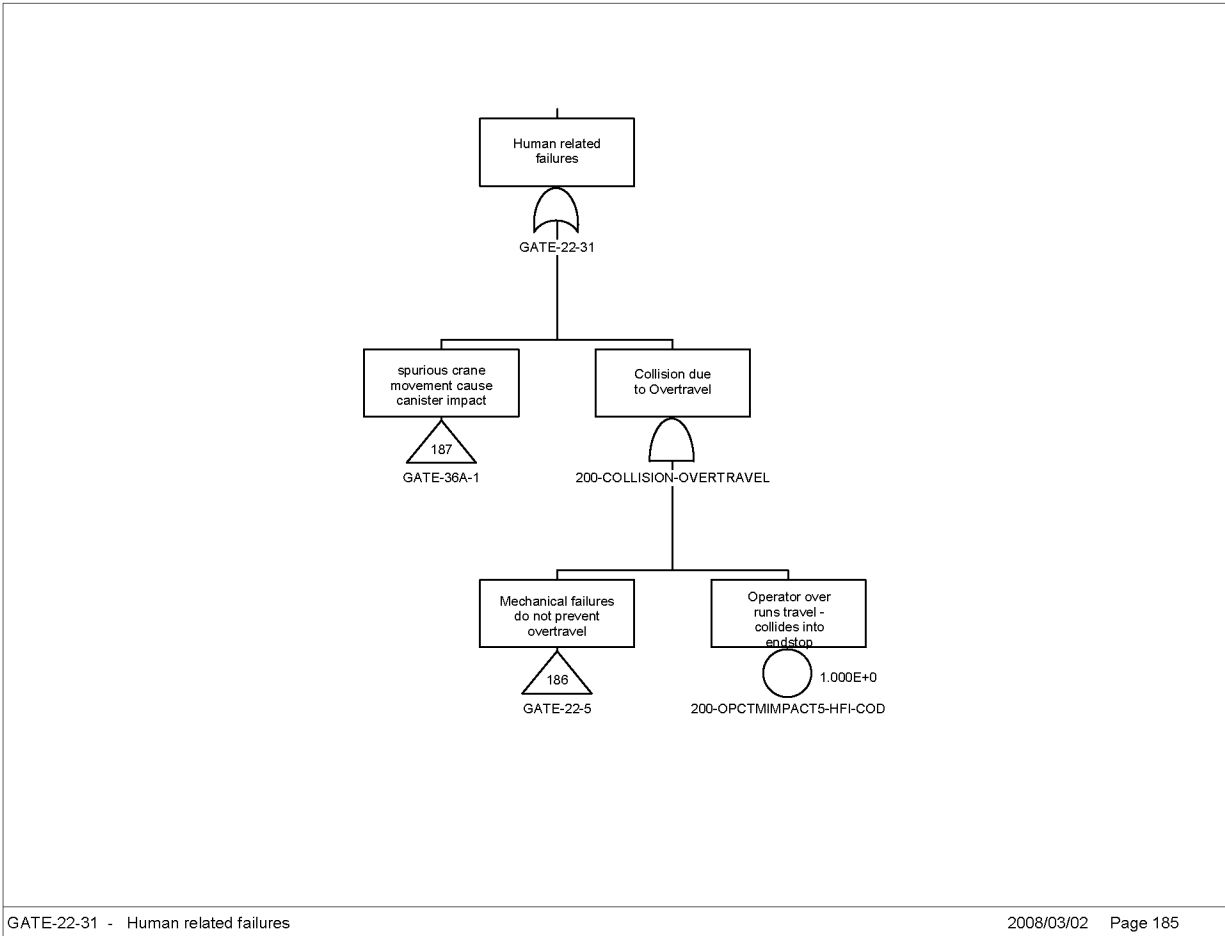 Human related
failures
GATE-22-31
spurious crane
movement cause
canister impact
187
GATE-36A-1
Collision due
to Overtravel
200-COLLISION-OVERTRAVEL
Mechanical failures
do not prevent
overtravel
186
GATE-22-5
Operator over
runs travel -
collides into
endstop
1.000E+0
200-OPCTMIMPACT5-HFI-COD
GATE-22-31 - Human related failures
2008/03/02 Page 185